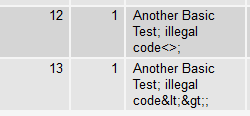 12 1 Another Basic
Test; illegal
code<>;
13 1 Another Basic
Test; illegal
code&lt;&gt;;